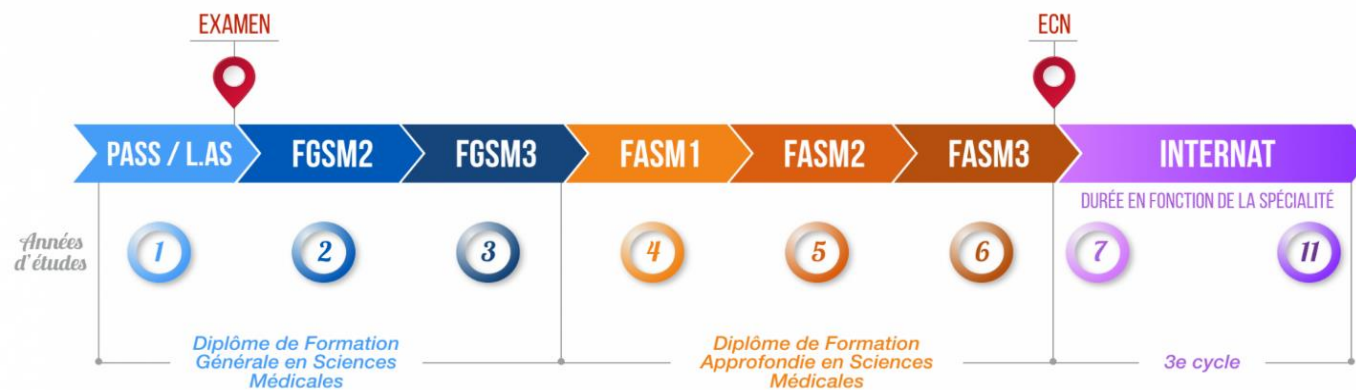 EXAMEN
ECN
PASS / L.AS
FGSM2
FGSM3
FASM1
FASM2
FASM3
INTERNAT
DURÉE EN FONCTION DE LA SPÉCIALITÉ
Années
d'études
1
2
3
4
5
6
7
11
Diplôme de Formation
Générale en Sciences
Médicales
Diplôme de Formation
Approfondie en Sciences
Médicales
3e cycle